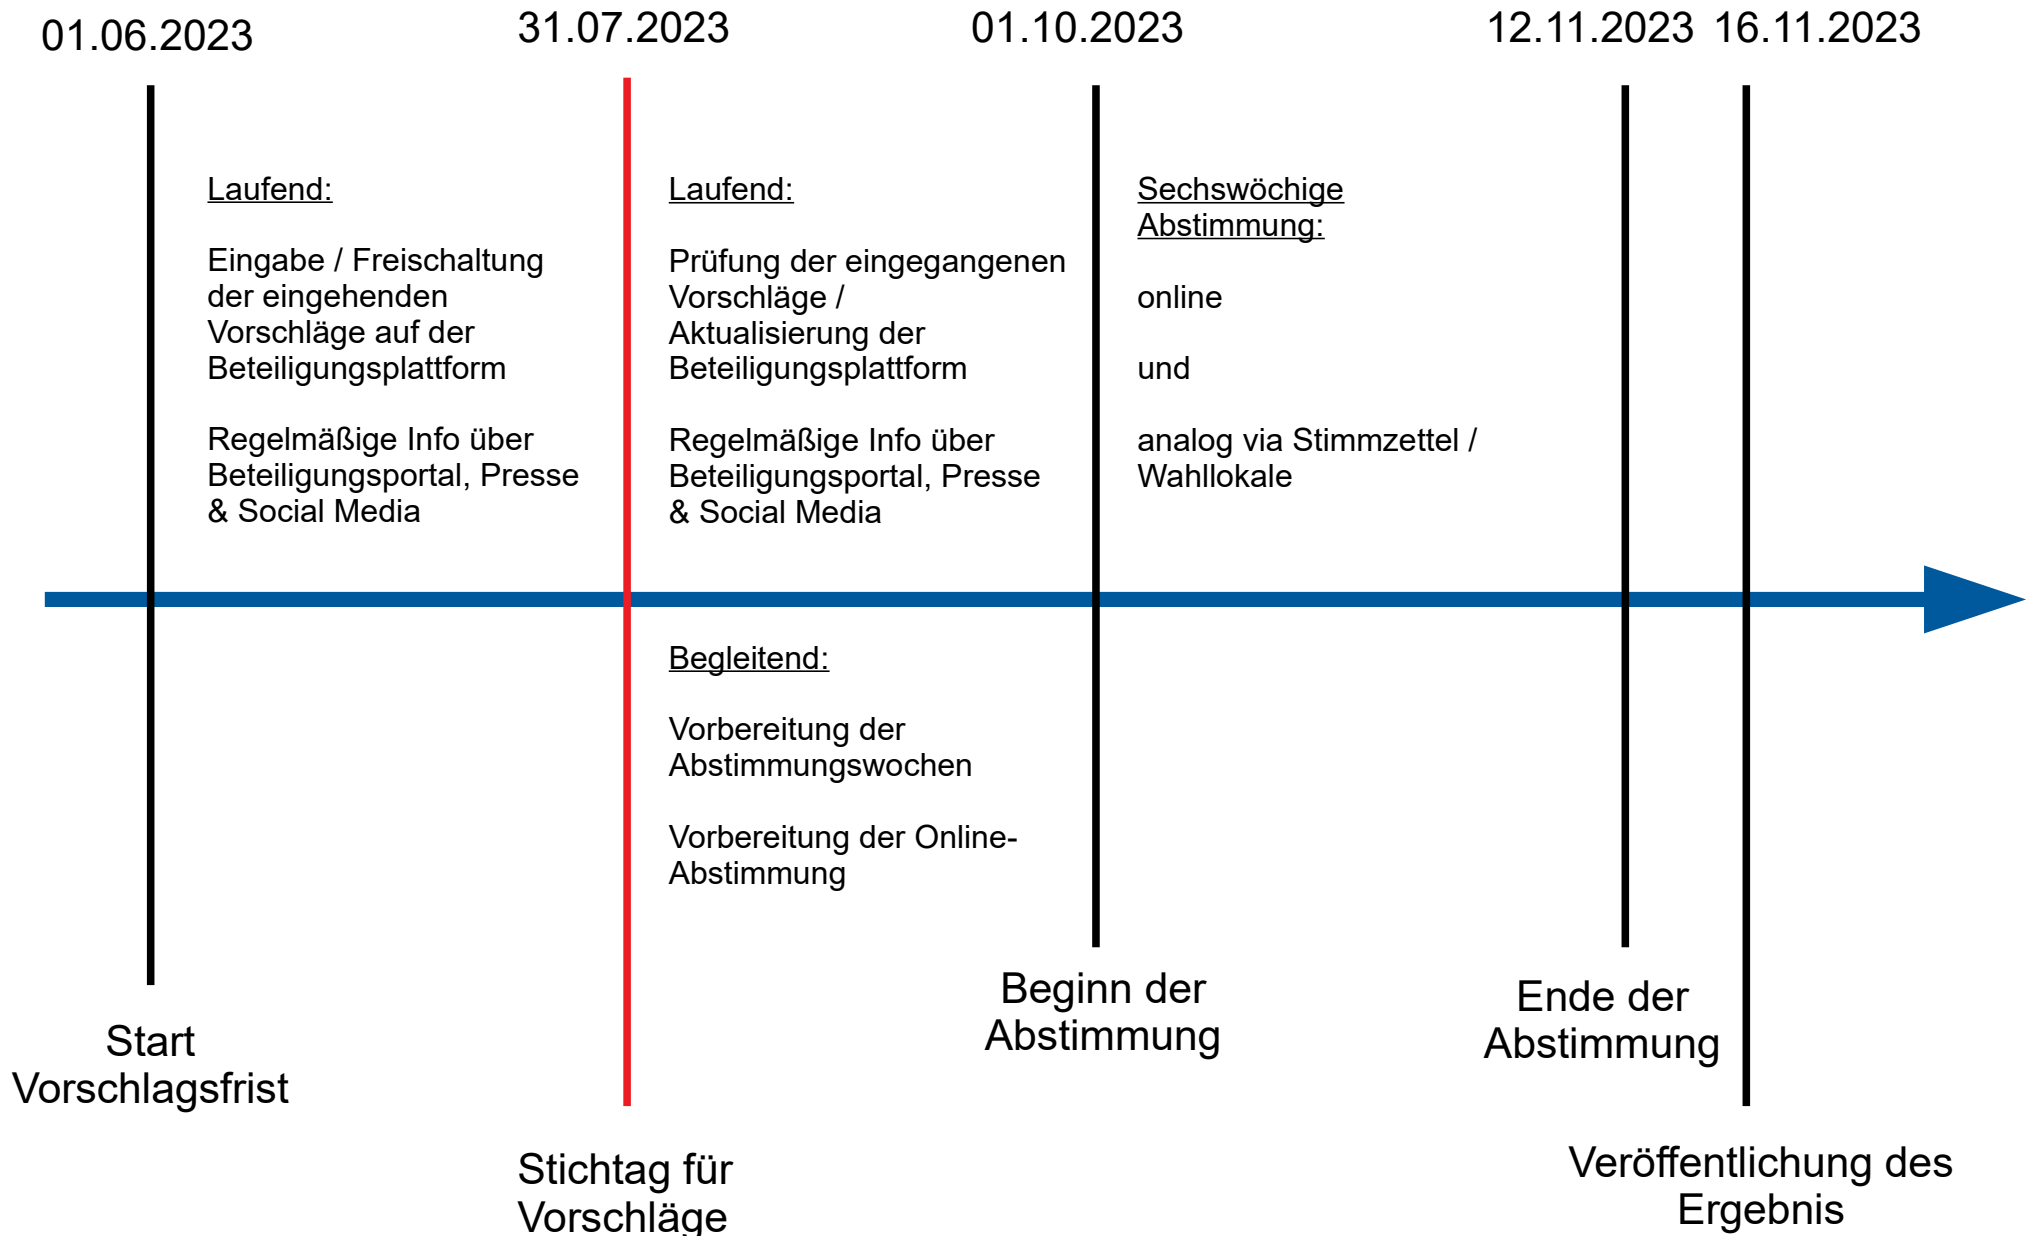 01.06.2023
31.07.2023
01.10.2023
12.11.2023
16.11.2023
Laufend:
Eingabe / Freischaltung
der eingehenden
Vorschläge auf der
Beteiligungsplattform
Regelmäßige Info über
Beteiligungsportal, Presse
& Social Media
Laufend:
Prüfung der eingegangenen
Vorschläge /
Aktualisierung der
Beteiligungsplattform
Regelmäßige Info über
Beteiligungsportal, Presse
& Social Media
Sechswöchige
Abstimmung:
online
und
analog via Stimmzettel /
Wahllokale
Begleitend:
Vorbereitung der
Abstimmungswochen
Vorbereitung der Online-
Abstimmung
Start
Vorschlagsfrist
Stichtag für
Vorschläge
Beginn der
Abstimmung
Ende der
Abstimmung
Veröffentlichung des
Ergebnis